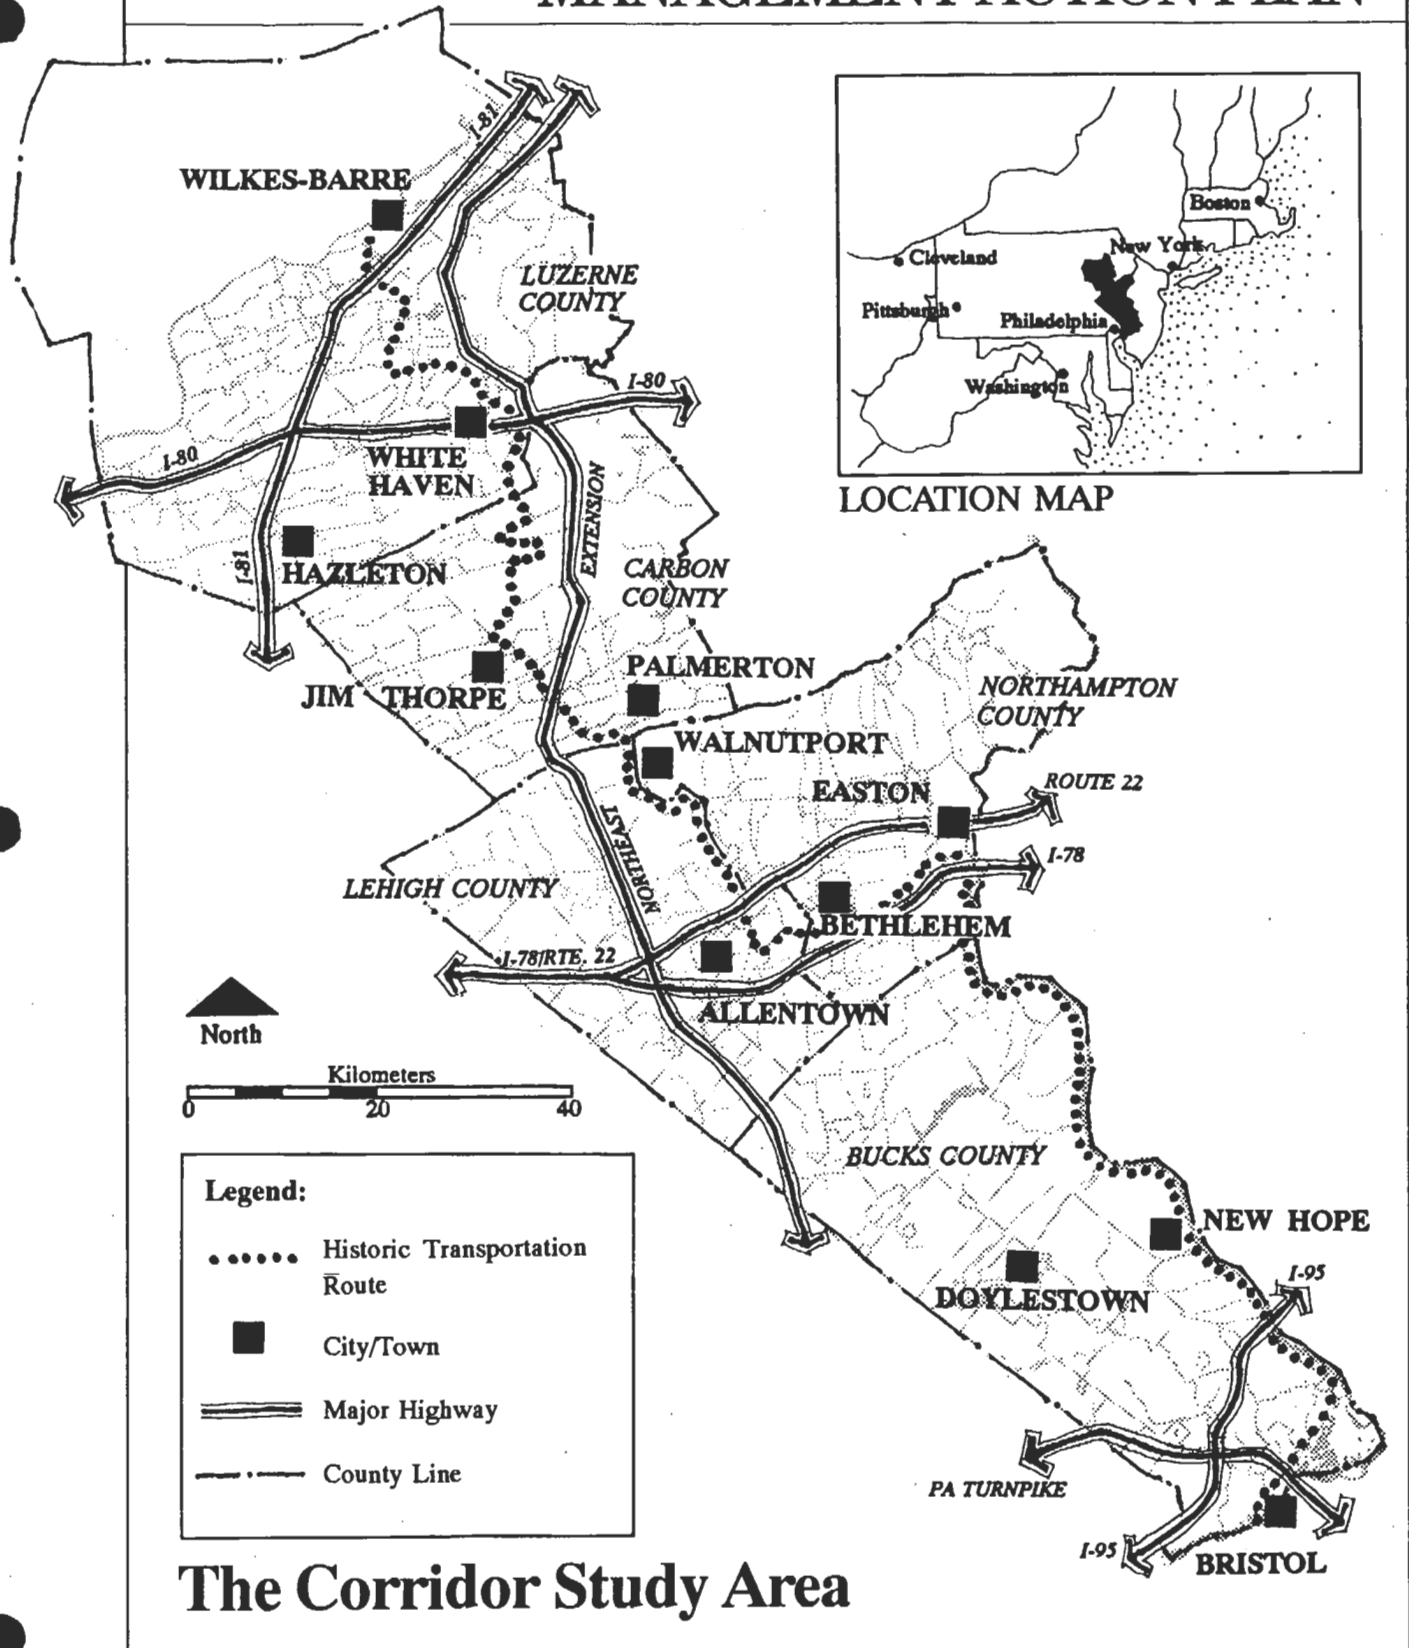 MANAGEMENT ACTION PLAN
I-81
WILKES-BARRE
Boston
New York
Cleveland
LUZERNE
COUNTY
Pittsburgh
Philadelphia
Washington
I-80
I-80
WHITE
HAVEN
LOCATION MAP
EXTENSION
I-81
HAZLETON
CARBON
COUNTY
PALMERTON
JIM THORPE
NORTHAMPTON
COUNTY
WALNUTPORT
EASTON
ROUTE 22
NORTHEAST
I-78
LEHIGH COUNTY
BETHLEHEM
I-78/RTE. 22
ALLENTOWN
North
Kilometers
0 20 40
BUCKS COUNTY
Legend:
NEW HOPE
Historic Transportation
Route
I-95
DOYLESTOWN
City/Town
Major Highway
County Line
PA TURNPIKE
I-95
BRISTOL
The Corridor Study Area